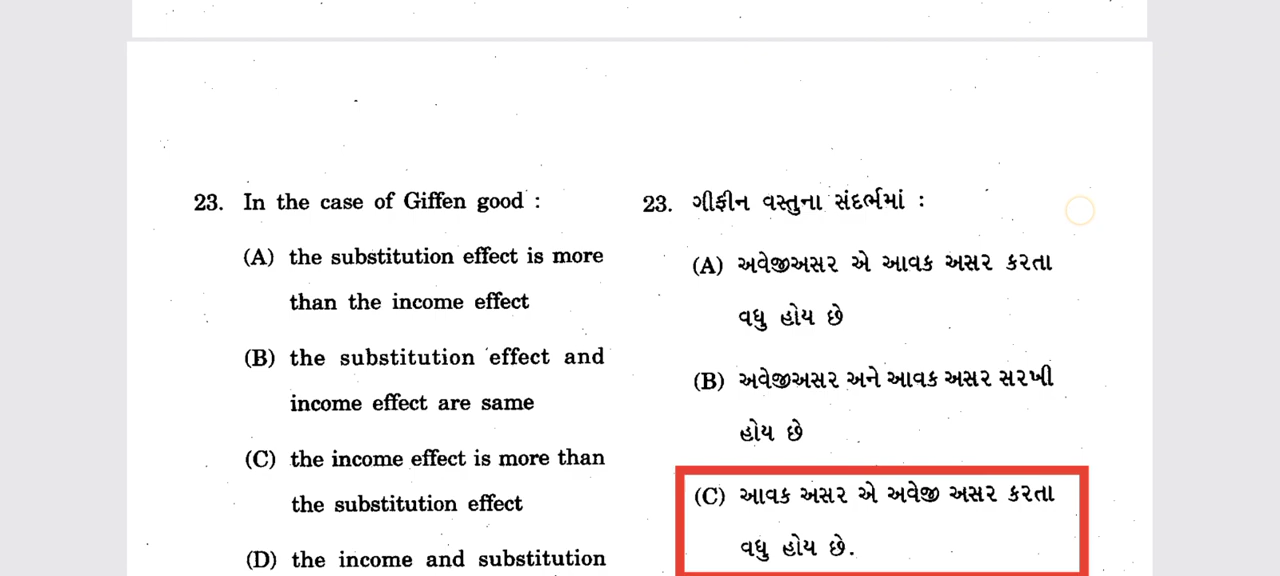 23. In the case of Giffen good :
(A) the substitution effect is more
than the income effect
(B) the substitution effect and
income effect are same
(C) the income effect is more than
the substitution effect
(D) the income and substitution
23. ગીફીન વસ્તુના સંદર્ભમાં :
(A) અવેજીઅસર એ આવક અસર કરતા
વધુ હોય છે
(B) અવેજીઅસર અને આવક અસર સરખી
હોય છે
(C) આવક અસર એ અવેજી અસર કરતા
વધુ હોય છે.